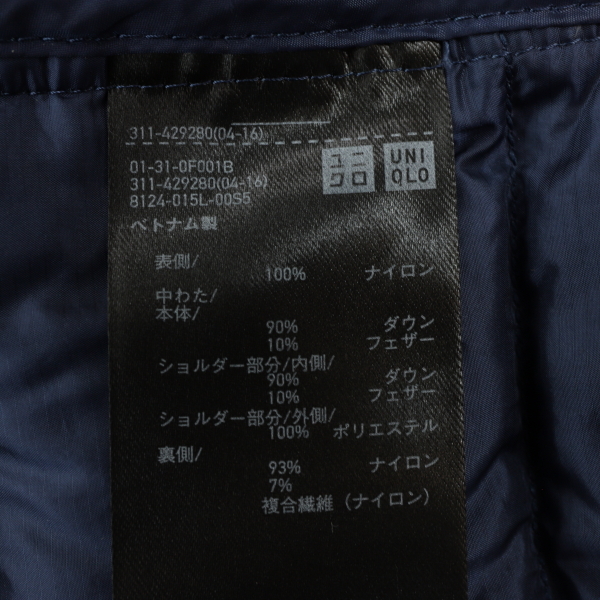 311-429280(04-16)
01-31-0F001B
311-429280(04-16)
8124-015L-00S5
ユニクロ
UNIQLO
ベトナム製
表側/
100% ナイロン
中わた/
本体/
90% ダウン
10% フェザー
ショルダー部分/内側/
90% ダウン
10% フェザー
ショルダー部分/外側/
100% ポリエステル
裏側/
93% ナイロン
7%
複合繊維（ナイロン）